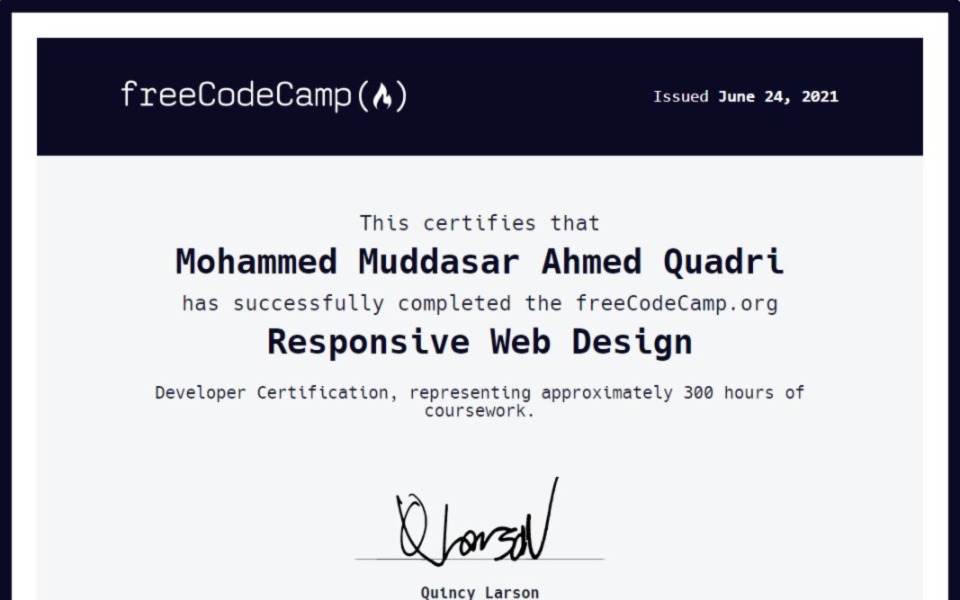 freeCodeCamp(🔥)
Issued June 24, 2021
This certifies that
Mohammed Muddasar Ahmed Quadri
has successfully completed the freeCodeCamp.org
Responsive Web Design
Developer Certification, representing approximately 300 hours of
coursework.
Q Larson
Quincy Larson